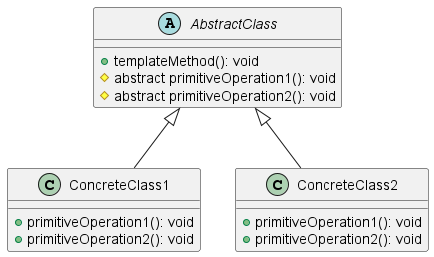 A AbstractClass
templateMethod(): void
abstract primitiveOperation1(): void
abstract primitiveOperation2(): void
C ConcreteClass1
primitiveOperation1(): void
primitiveOperation2(): void
C ConcreteClass2
primitiveOperation1(): void
primitiveOperation2(): void